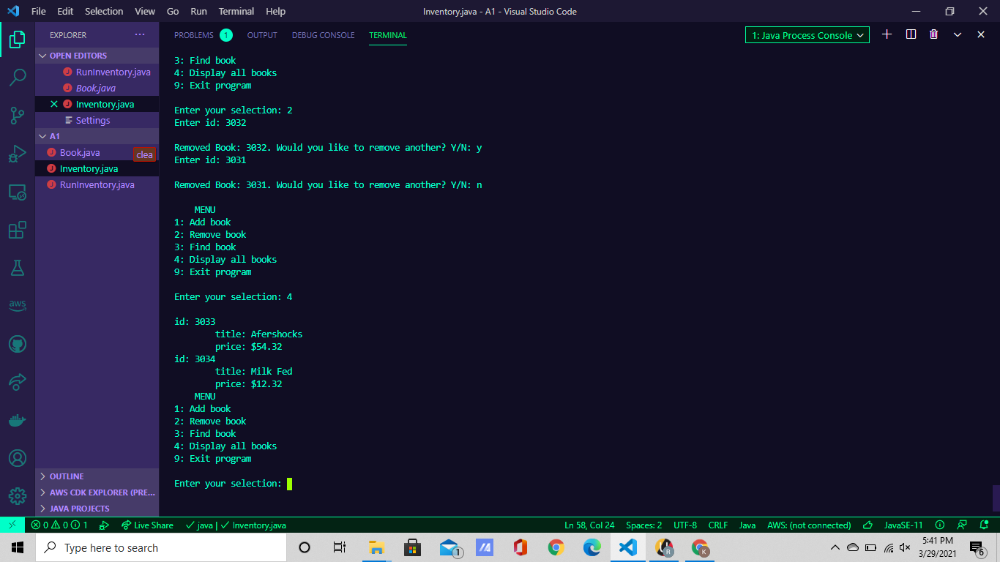 File Edit Selection View Go Run Terminal Help Inventory.java - A1 - Visual Studio Code
EXPLORER ...
OPEN EDITORS
RunInventory.java
Book.java
Inventory.java
Settings
A1
Book.java clea
Inventory.java
RunInventory.java
aws
OUTLINE
AWS CDK EXPLORER (PRE...
JAVA PROJECTS
PROBLEMS 1 OUTPUT DEBUG CONSOLE TERMINAL 1: Java Process Console
3: Find book
4: Display all books
9: Exit program
Enter your selection: 2
Enter id: 3032
Removed Book: 3032. Would you like to remove another? Y/N: y
Enter id: 3031
Removed Book: 3031. Would you like to remove another? Y/N: n
MENU
1: Add book
2: Remove book
3: Find book
4: Display all books
9: Exit program
Enter your selection: 4
id: 3033
title: Afershocks
price: $54.32
id: 3034
title: Milk Fed
price: $12.32
MENU
1: Add book
2: Remove book
3: Find book
4: Display all books
9: Exit program
Enter your selection:
0 0 1 Live Share java | Inventory.java Ln 58, Col 24 Spaces: 2 UTF-8 CRLF Java AWS: (not connected) JavaSE-11
Type here to search 1 R K 5:41 PM
3/29/2021 6